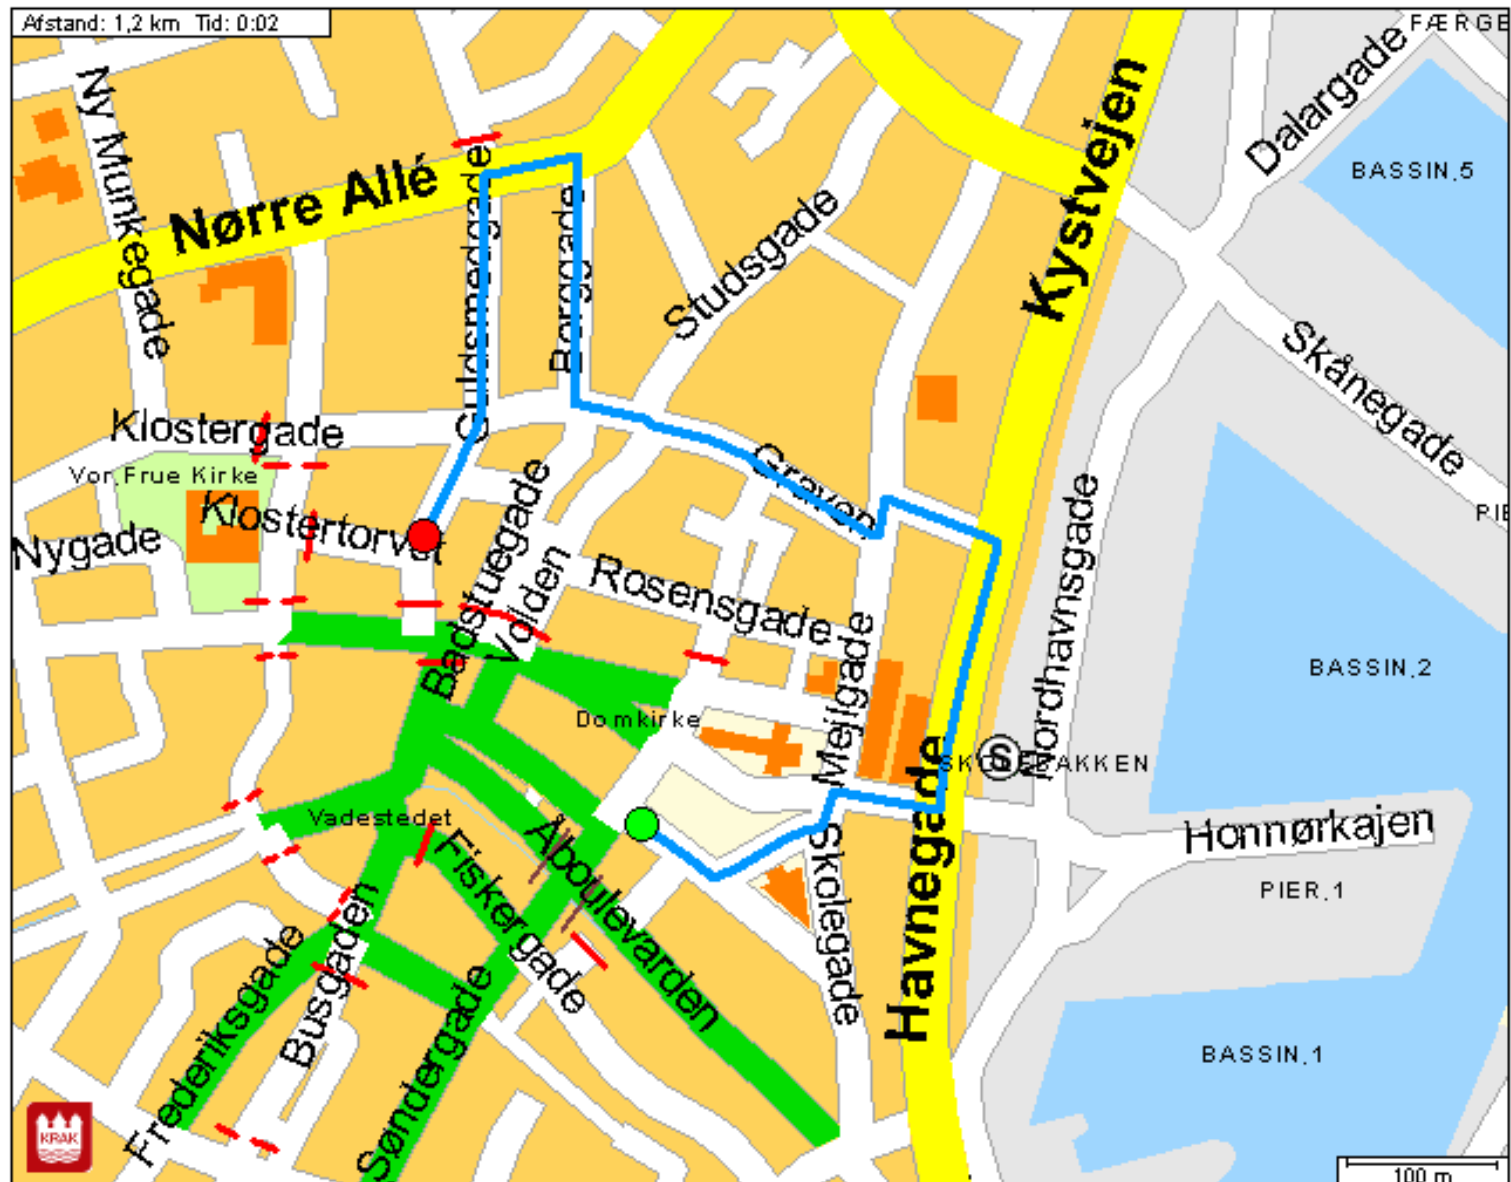 Afstand: 1,2 km Tid: 0:02
FÆRGE
Ny Munkegade
Kystvejen
Dalargade
BASSIN.5
Nørre Allé
Guldsmedgade
Borggade
Studsgade
Skånegade
Klostergade
Vor Frue Kirke
Klostertorvet
Nygade
Graven
PIE
Badstuegade
Volden
Rosensgade
Mejlgade
Nordhavnsgade
BASSIN.2
Domkirke
SKOLEBAKKEN
S
Vadestedet
Åboulevarden
Fiskergade
Skolegade
Havnegade
Honnørkajen
PIER.1
Frederiksgade
Busgaden
Søndergade
BASSIN.1
KRAK
100 m